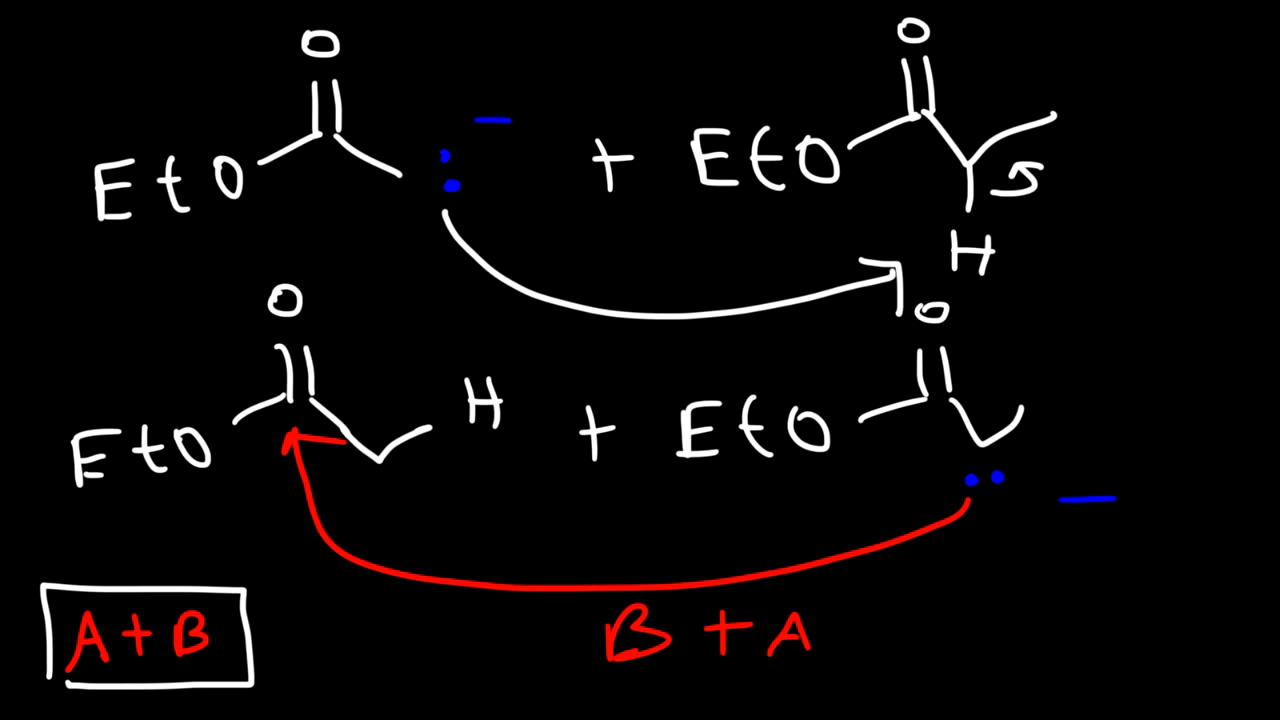 O O
EtO − + EtO
H
O O
EtO H + EtO
−
A + B B + A